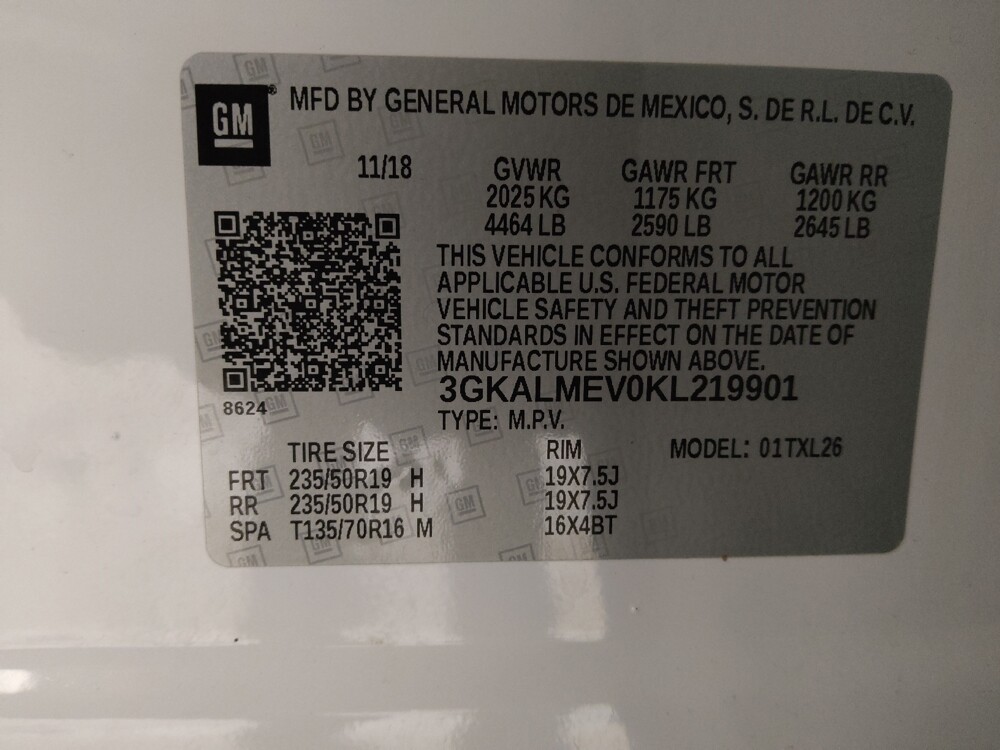 GM MFD BY GENERAL MOTORS DE MEXICO, S. DE R.L. DE C.V.
11/18 GVWR GAWR FRT GAWR RR
2025 KG 1175 KG 1200 KG
4464 LB 2590 LB 2645 LB
THIS VEHICLE CONFORMS TO ALL
APPLICABLE U.S. FEDERAL MOTOR
VEHICLE SAFETY AND THEFT PREVENTION
STANDARDS IN EFFECT ON THE DATE OF
MANUFACTURE SHOWN ABOVE.
3GKALMEV0KL219901
8624
TYPE: M.P.V.
TIRE SIZE RIM MODEL: 01TXL26
FRT 235/50R19 H 19X7.5J
RR 235/50R19 H 19X7.5J
SPA T135/70R16 M 16X4BT